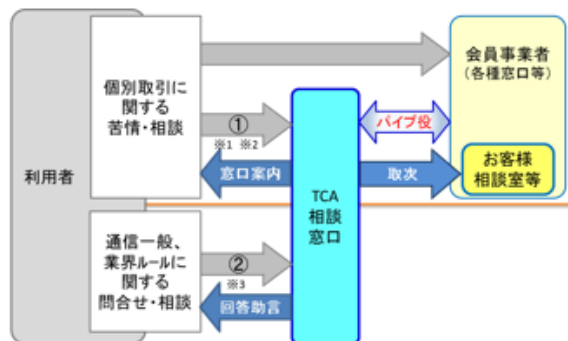 利用者
個別取引に
関する
苦情・相談
①
※1 ※2
窓口案内
通信一般、
業界ルールに
関する
問合せ・相談
②
※3
回答助言
TCA
相談
窓口
パイプ役
取次
会員事業者
(各種窓口等)
お客様
相談室等